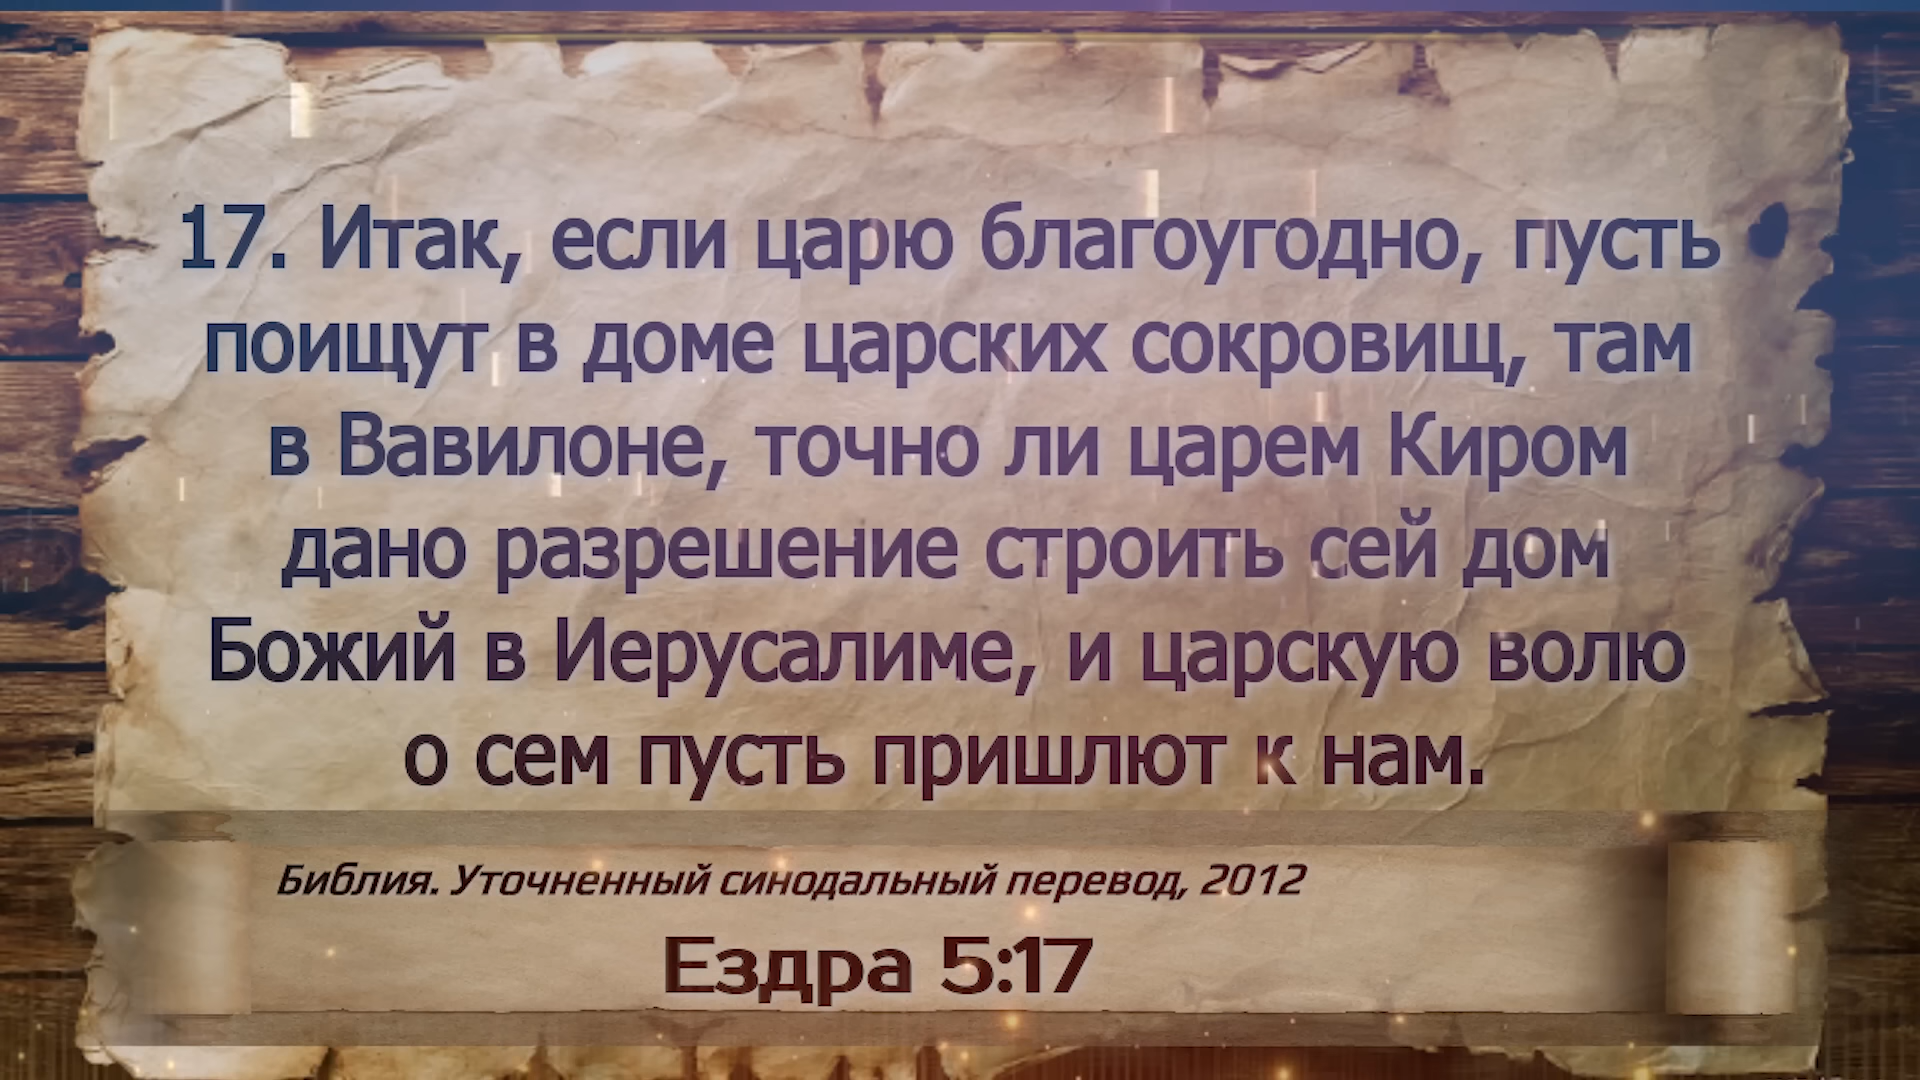 17. Итак, если царю благоугодно, пусть
поищут в доме царских сокровищ, там
в Вавилоне, точно ли царем Киром
дано разрешение строить сей дом
Божий в Иерусалиме, и царскую волю
о сем пусть пришлют к нам.
Библия. Уточненный синодальный перевод, 2012
Ездра 5:17